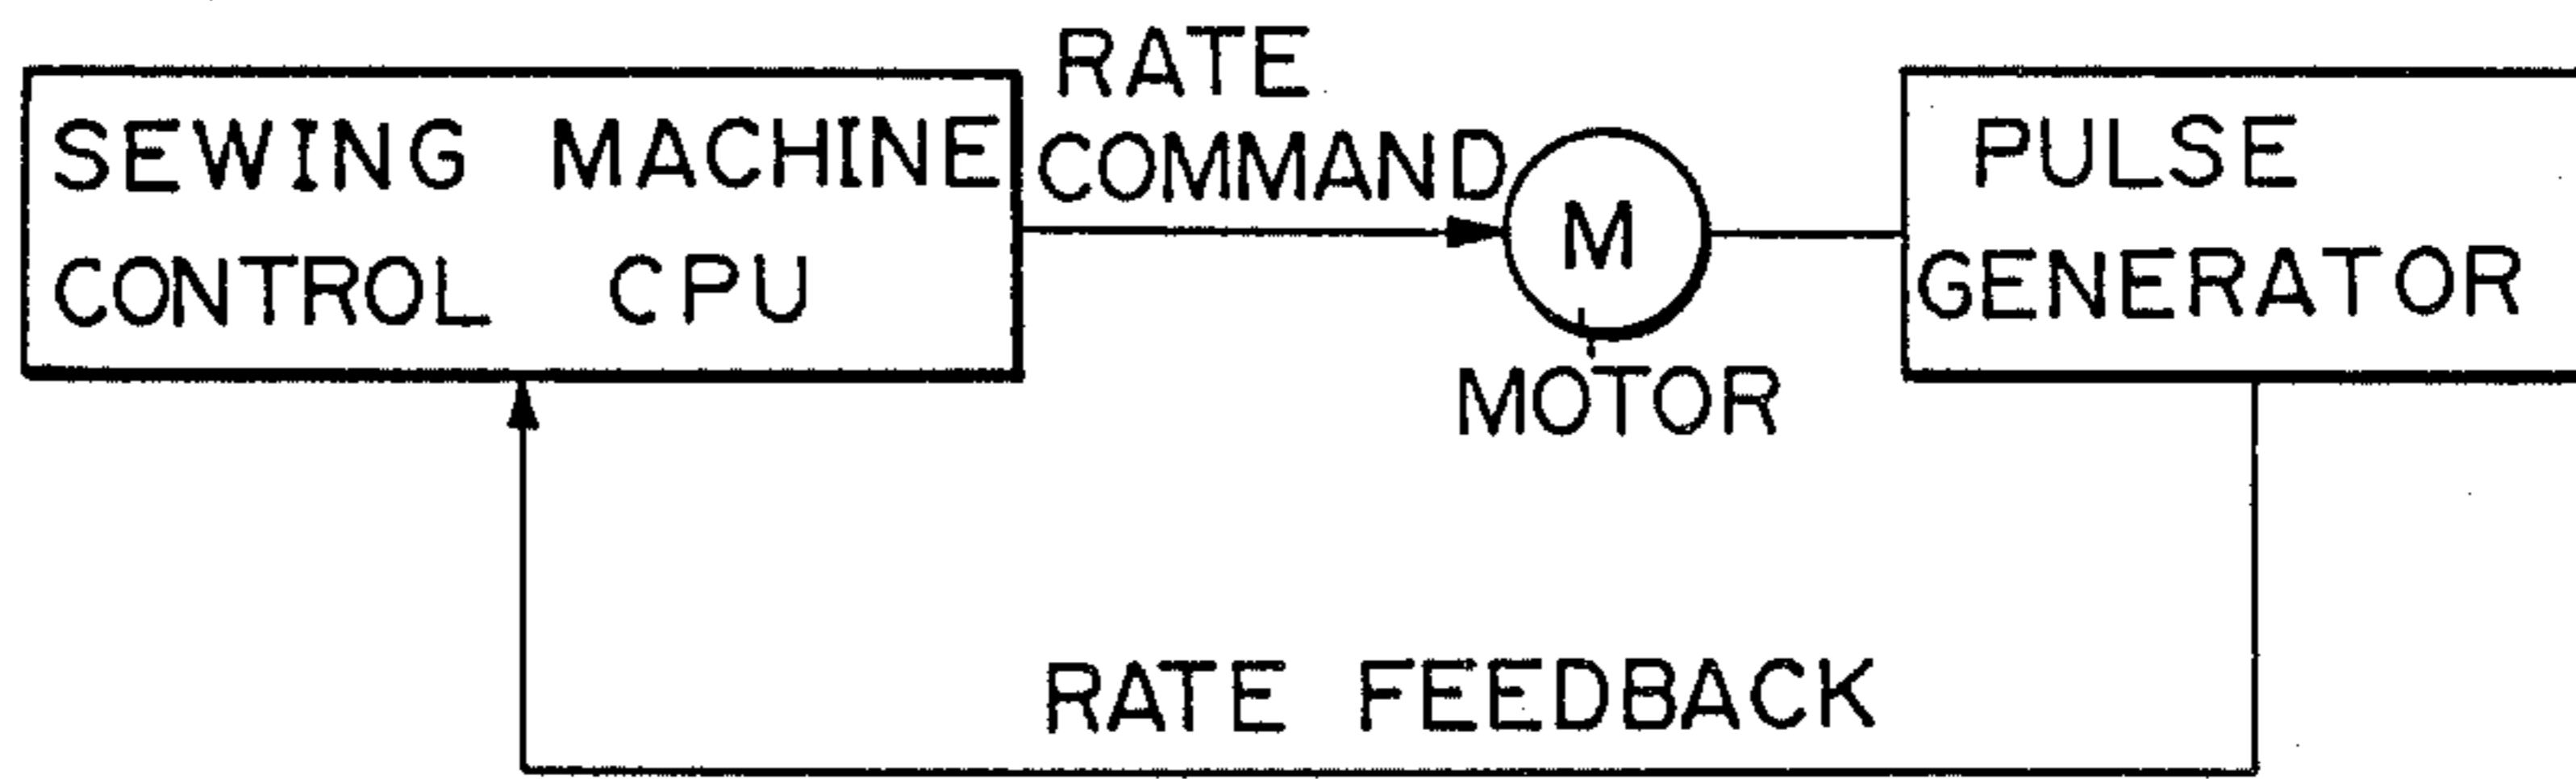 SEWING MACHINE
CONTROL CPU
RATE
COMMAND
M
MOTOR
PULSE
GENERATOR
RATE FEEDBACK